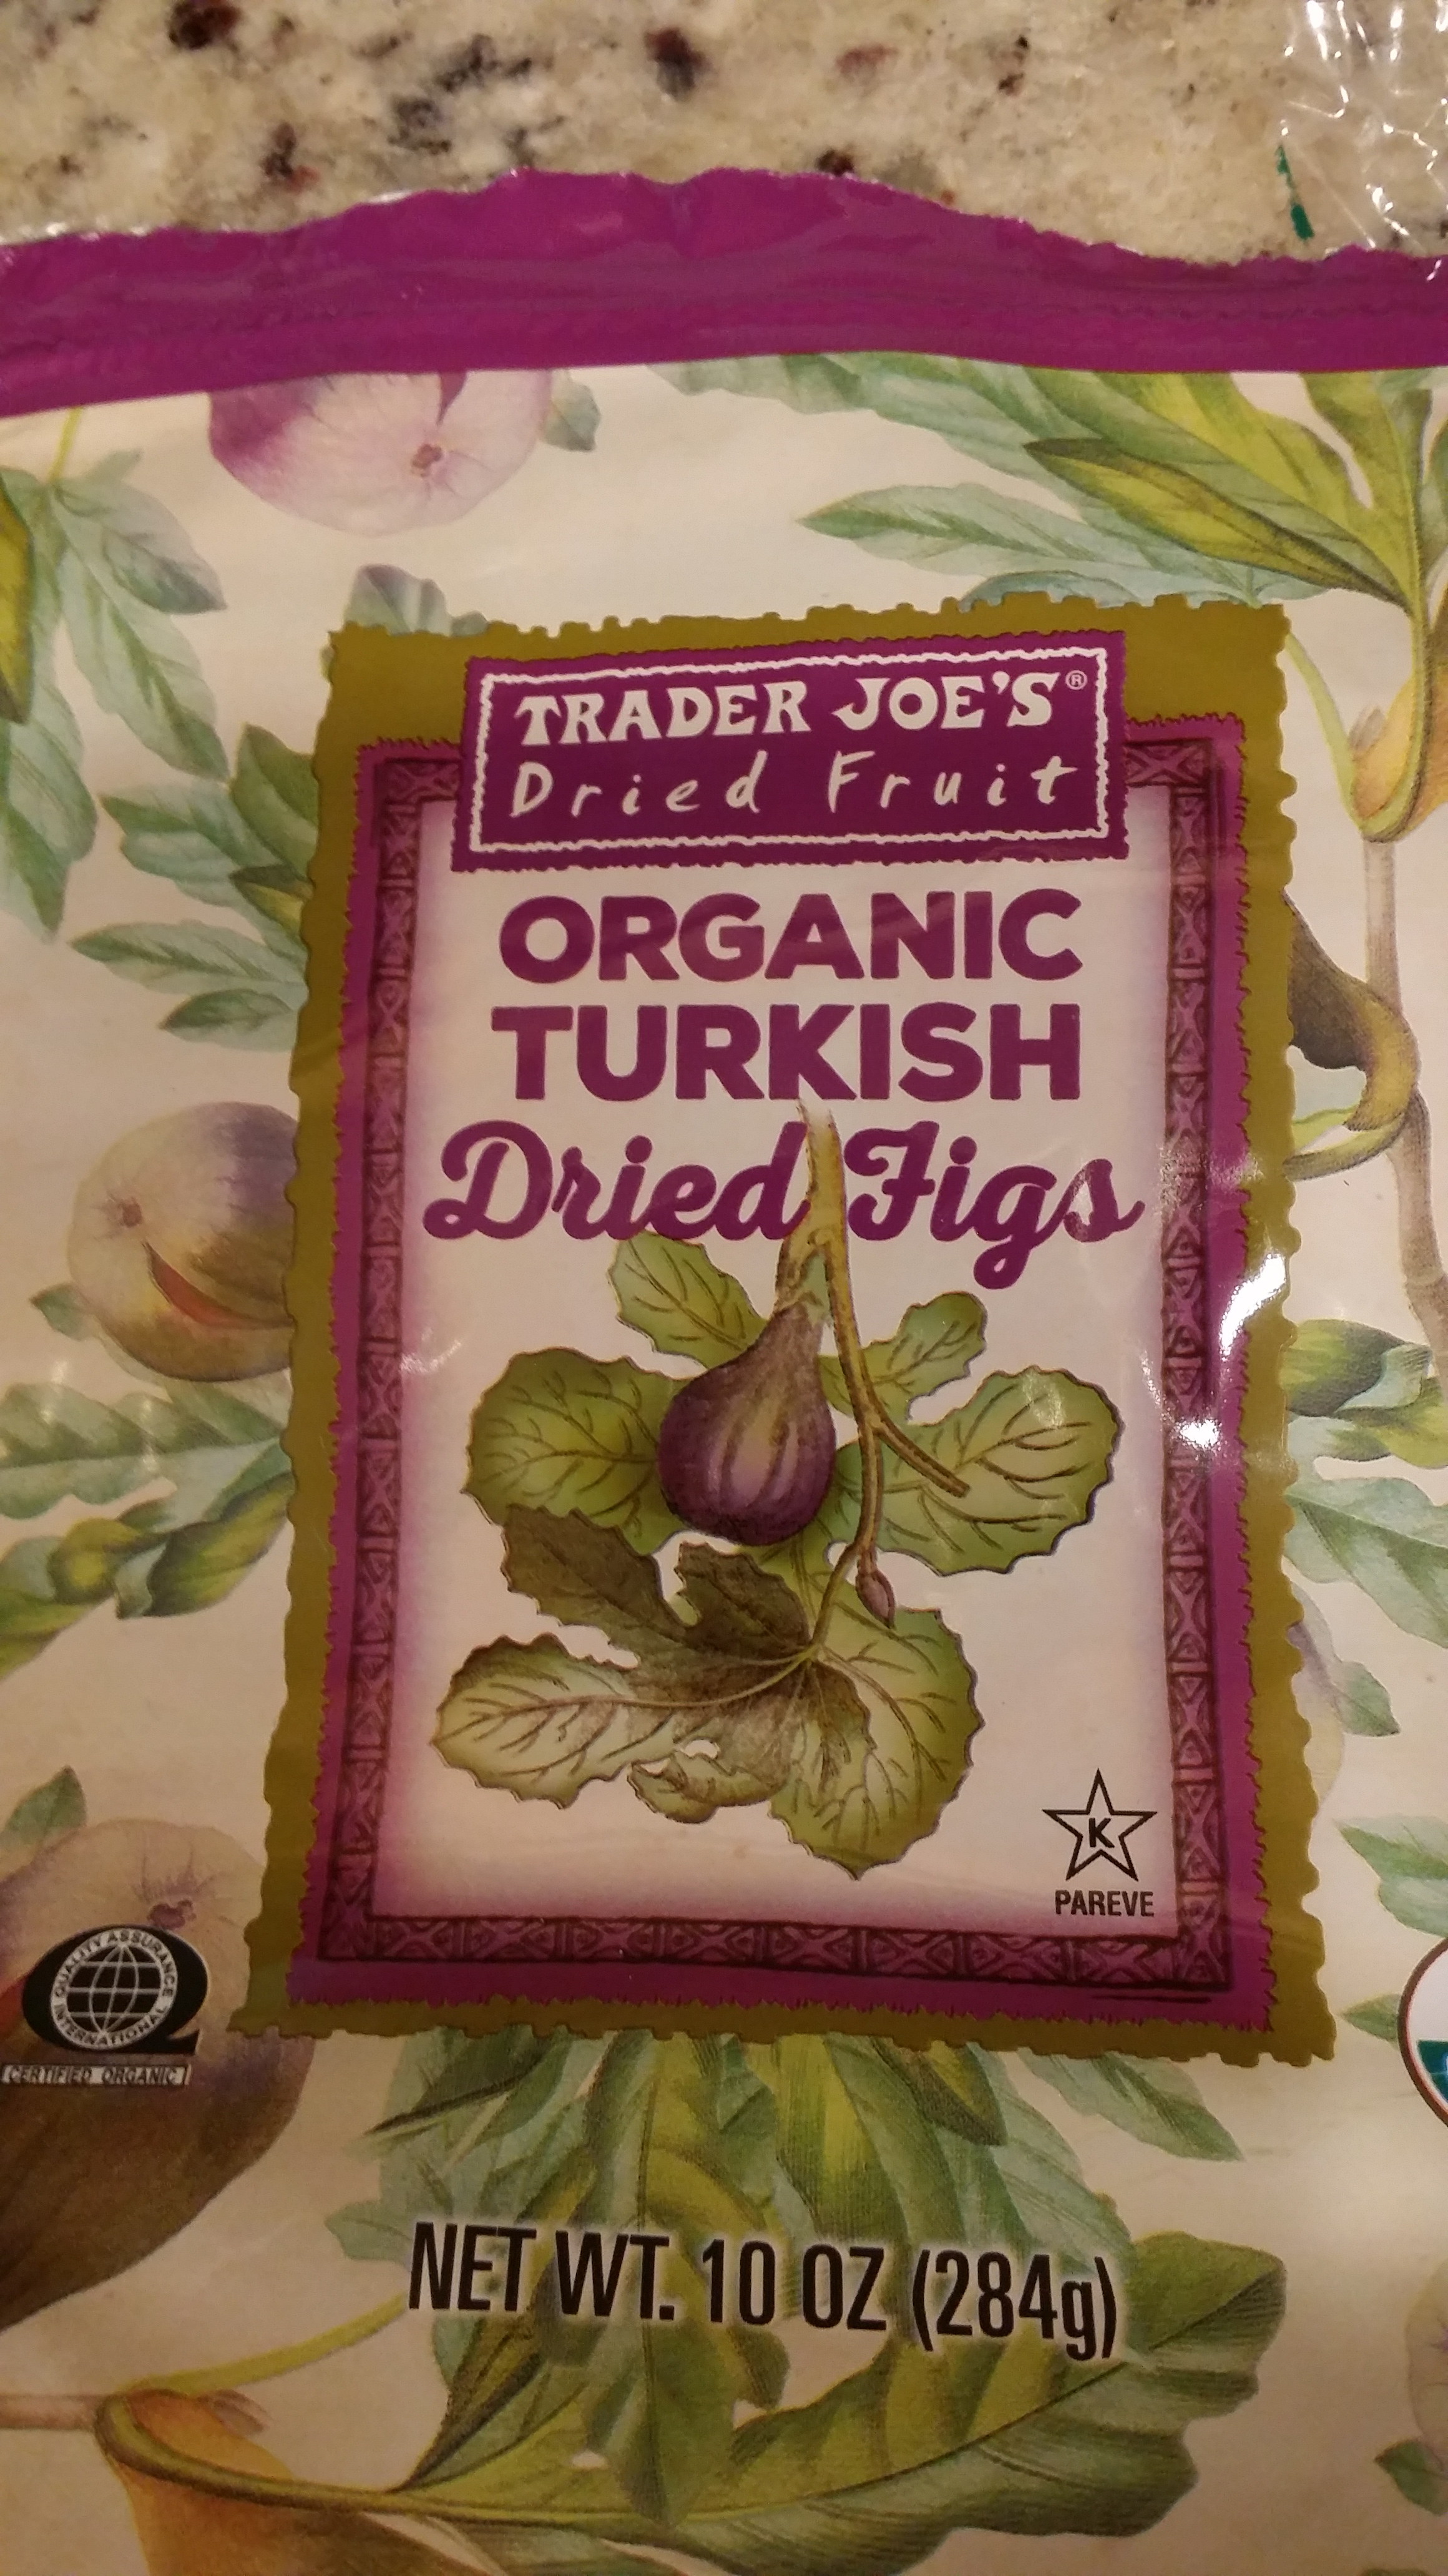 TRADER JOE'S®
Dried Fruit
ORGANIC
TURKISH
Dried Figs
K
PAREVE
QUALITY ASSURANCE
INTERNATIONAL
CERTIFIED ORGANIC
NET WT. 10 OZ (284g)